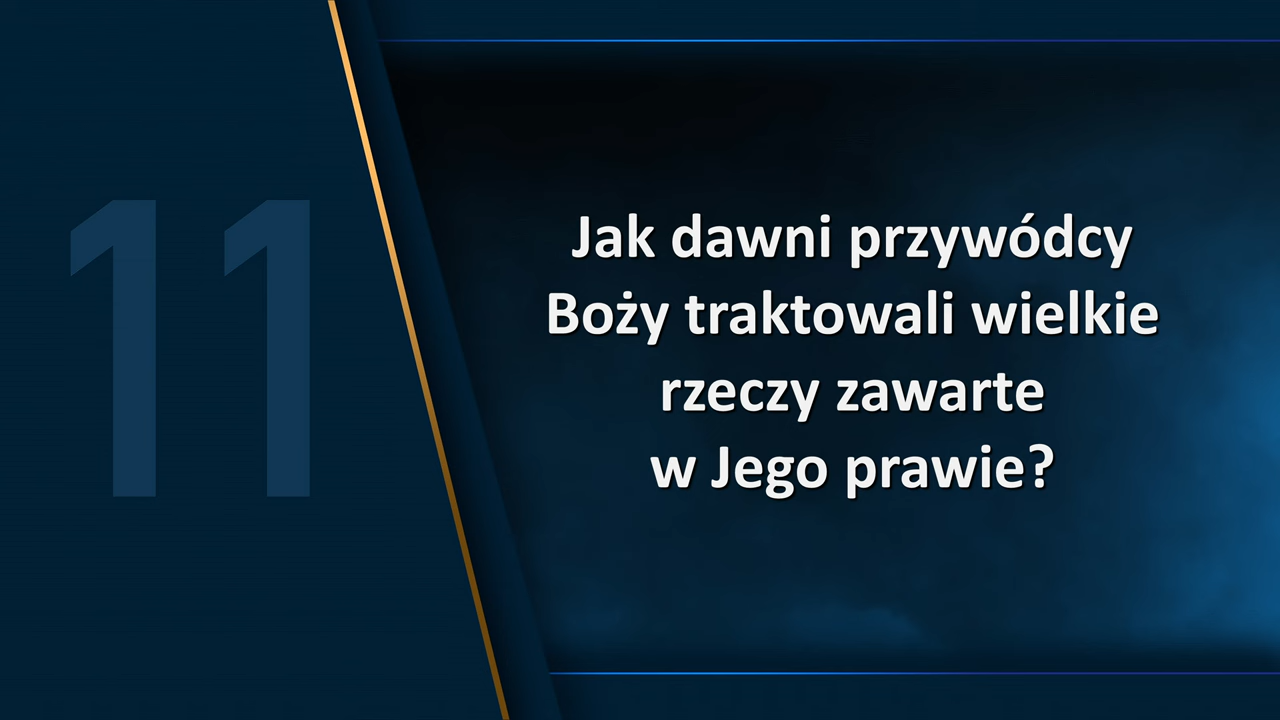 11
Jak dawni przywódcy
Boży traktowali wielkie
rzeczy zawarte
w Jego prawie?